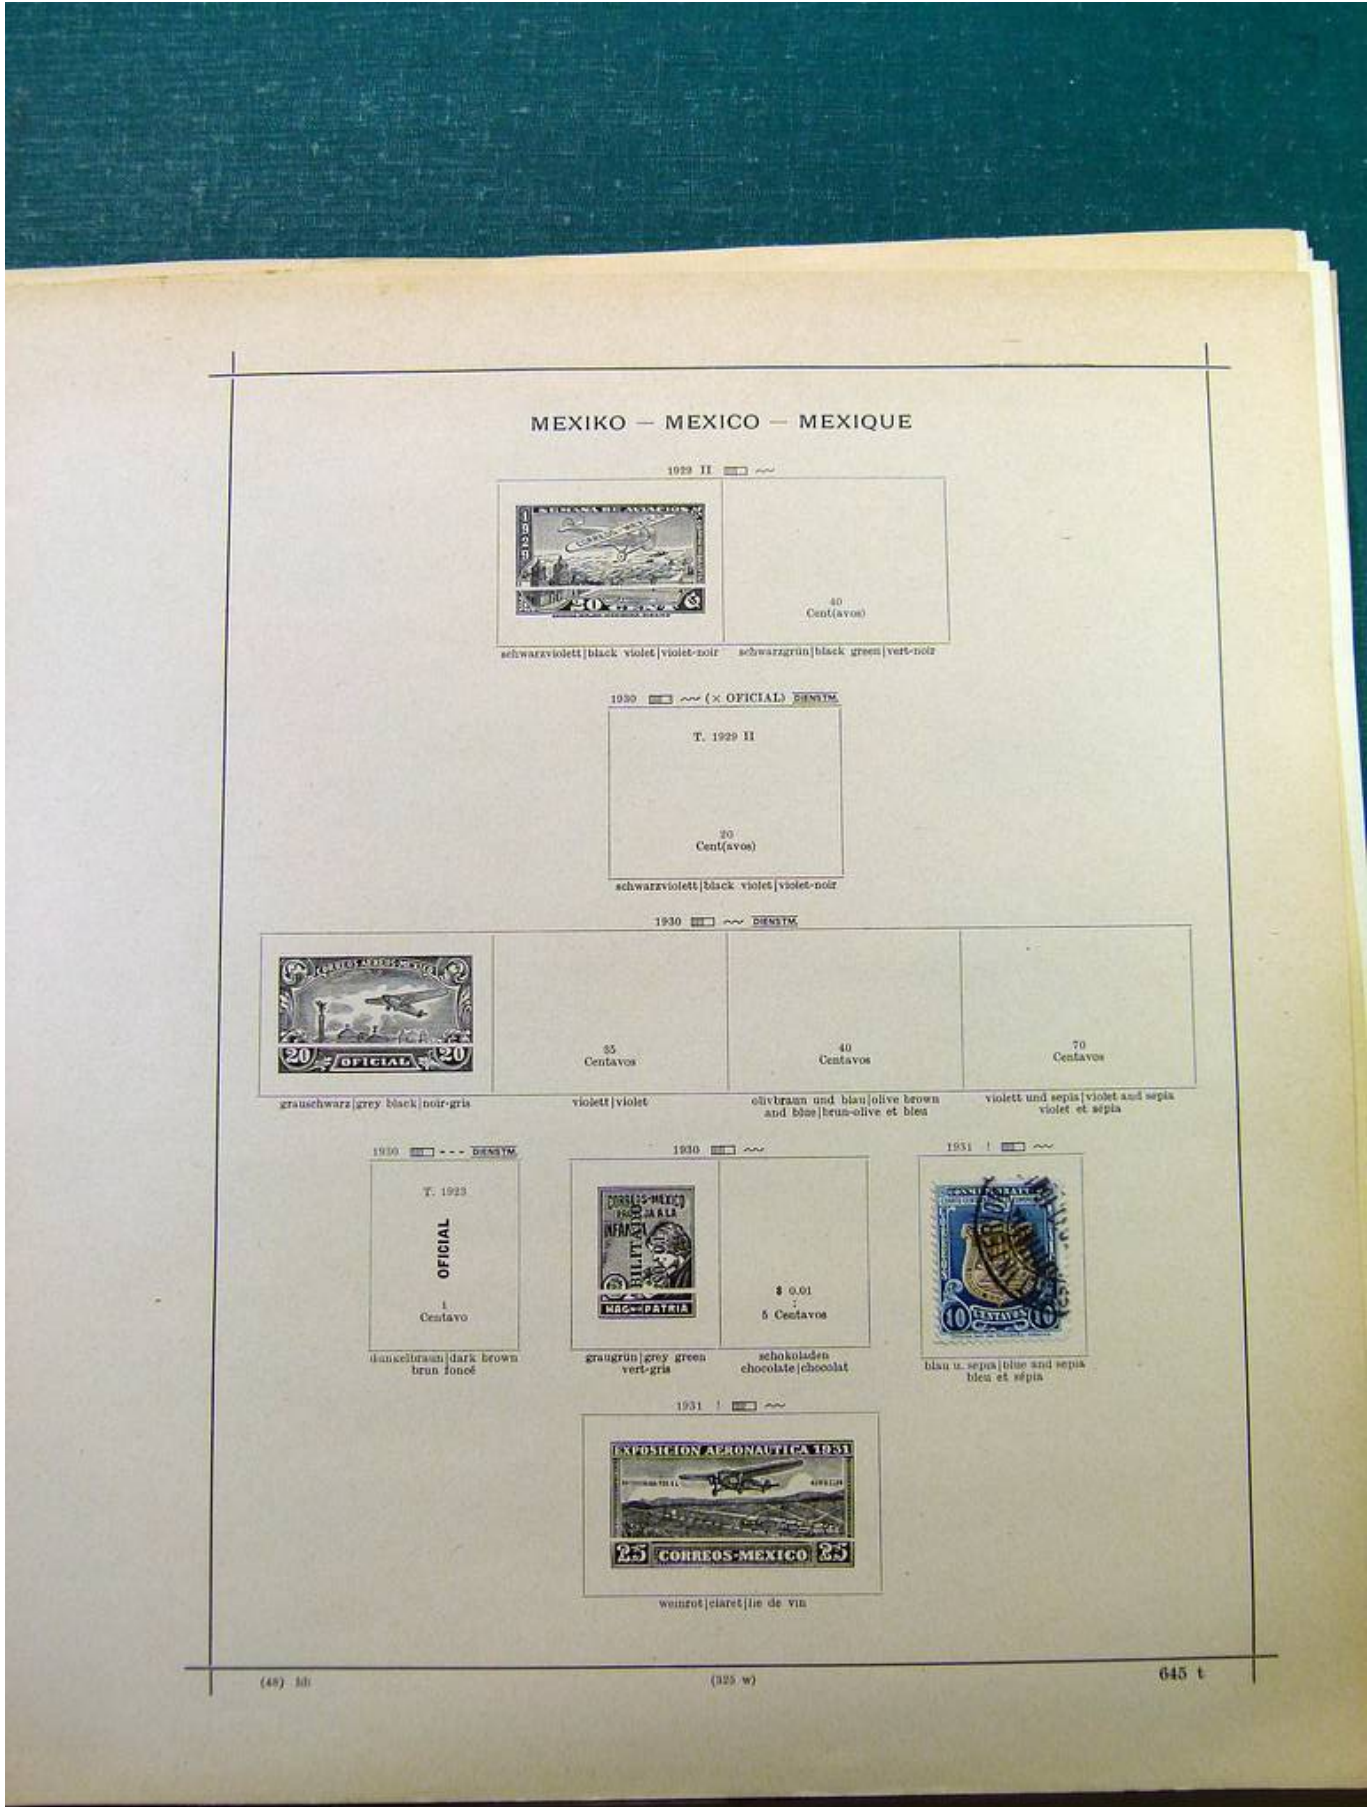 MEXIKO — MEXICO — MEXIQUE
1929 II
SEMANA DE AVIACION
1929
20 CENT
40
Cent(avos)
schwarzviolett|black violet|violet-noir
schwarzgrün|black green|vert-noir
1930 (× OFICIAL) DIENSTM.
T. 1929 II
20
Cent(avos)
schwarzviolett|black violet|violet-noir
1930 DIENSTM.
CORREOS AEREOS MEXICO
20 OFICIAL 20
35
Centavos
40
Centavos
70
Centavos
grauschwarz|grey black|noir-gris
violett|violet
olivbraun und blau|olive brown
and blue|brun-olive et bleu
violett und sepia|violet and sepia
violet et sépia
1930 --- DIENSTM.
T. 1923
OFICIAL
1
Centavo
dunkelbraun|dark brown
brun foncé
1930
CORREOS-MEXICO
A LA
PATRIA
$ 0.01
:
5 Centavos
graugrün|grey green
vert-gris
schokoladen
chocolate|chocolat
1931 !
10 CENTAVOS 10
blau u. sepia|blue and sepia
bleu et sépia
1931 !
EXPOSICION AERONAUTICA 1931
25 CORREOS-MEXICO 25
weinrot|claret|lie de vin
(48)
(325 w)
645 t